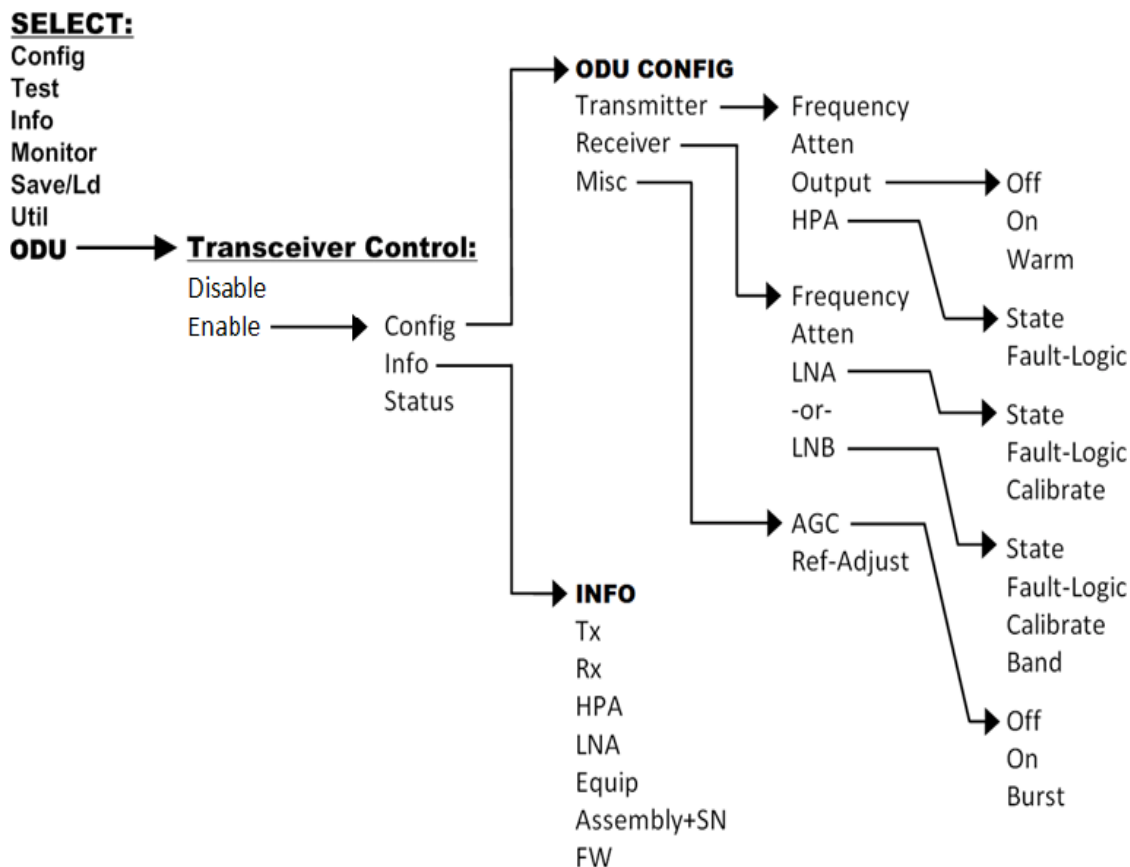 SELECT:
Config
Test
Info
Monitor
Save/Ld
Util
ODU
Transceiver Control:
Disable
Enable
Config
Info
Status
ODU CONFIG
Transmitter
Receiver
Misc
Frequency
Atten
Output
HPA
Off
On
Warm
State
Fault-Logic
Frequency
Atten
LNA
-or-
LNB
State
Fault-Logic
Calibrate
State
Fault-Logic
Calibrate
Band
AGC
Ref-Adjust
Off
On
Burst
INFO
Tx
Rx
HPA
LNA
Equip
Assembly+SN
FW